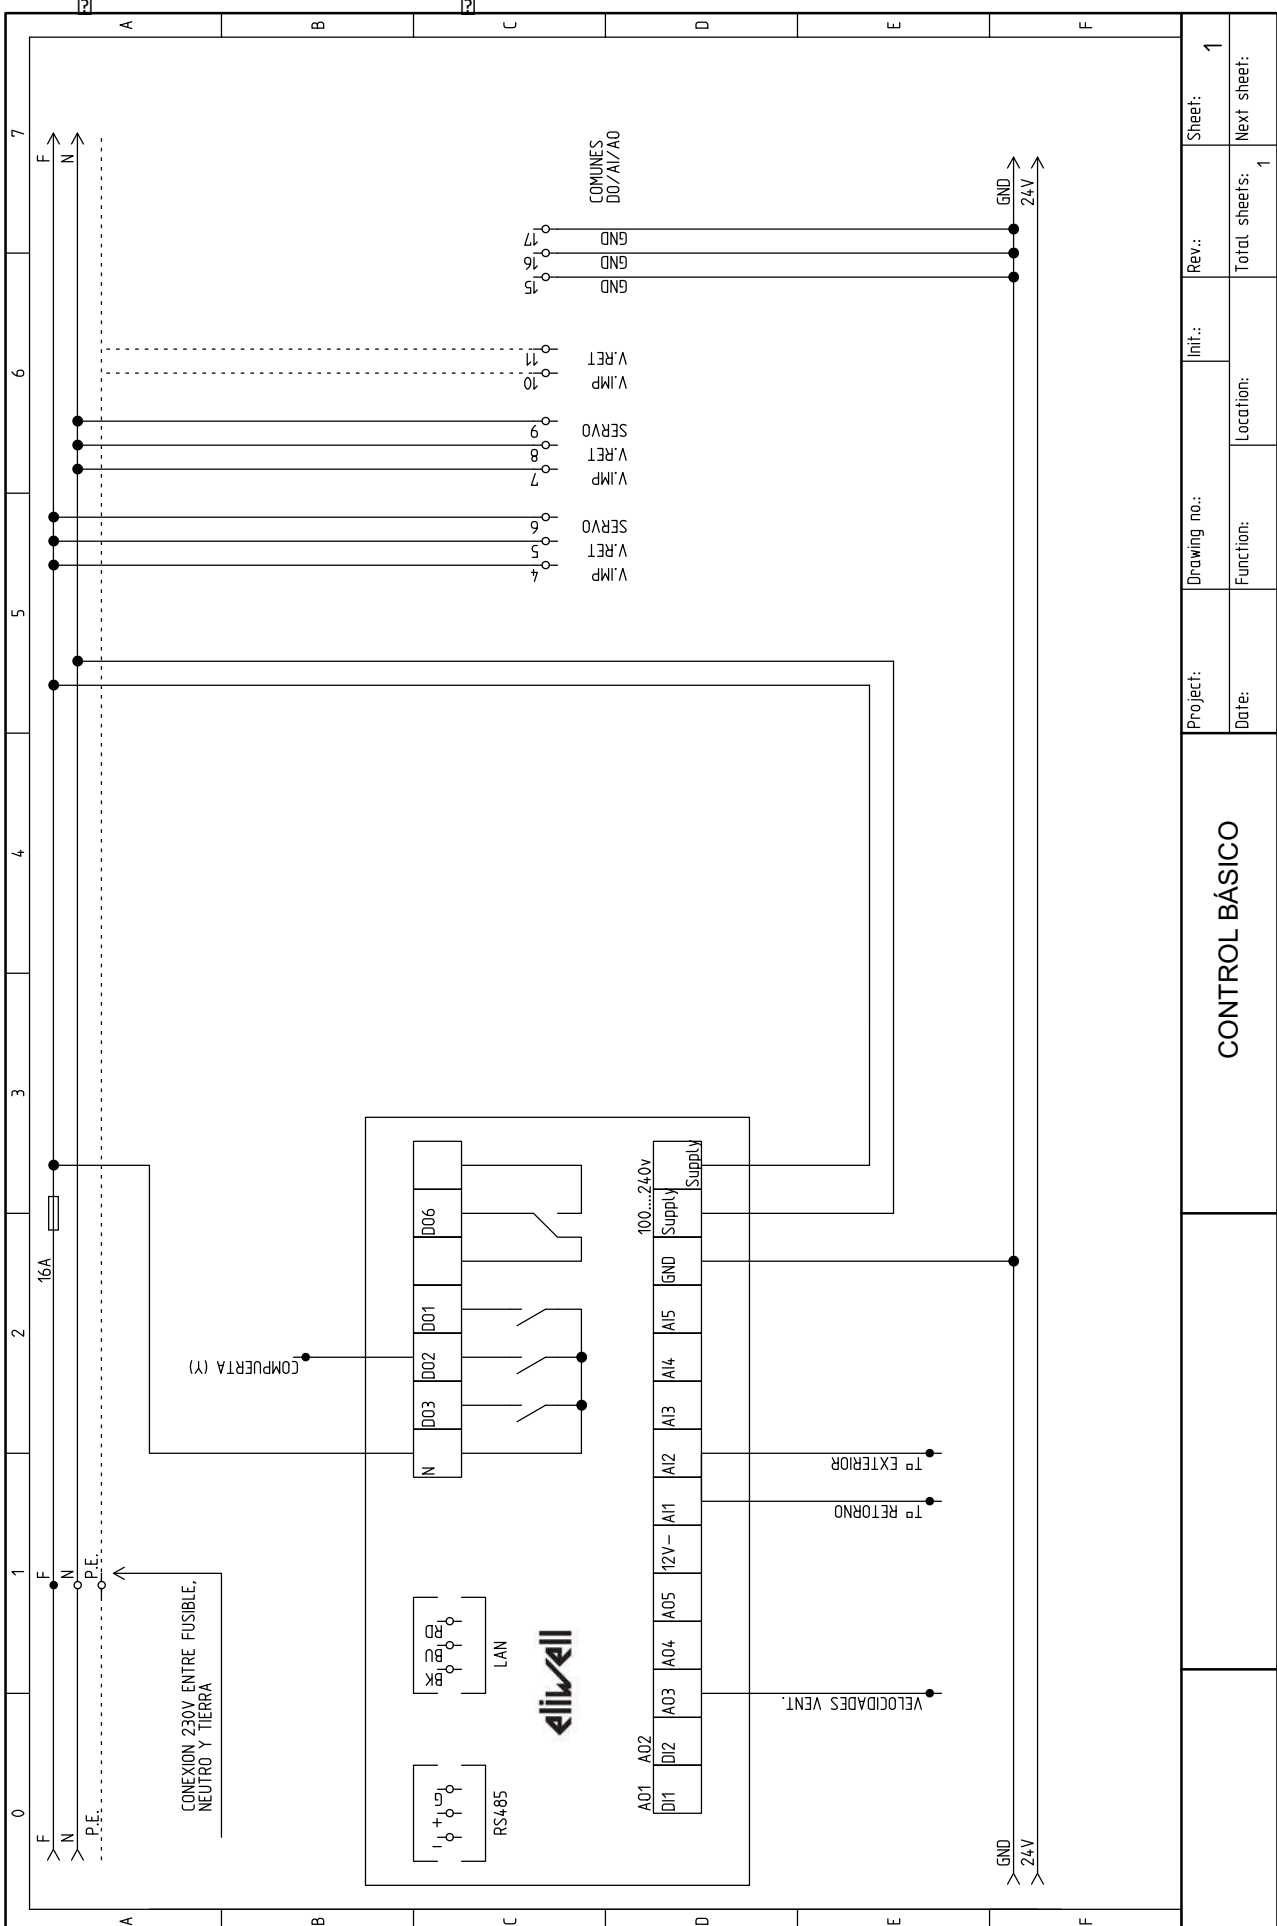 0
1
2
3
4
5
6
7
A
B
C
D
E
F
A
B
C
D
E
F
F
N
P.E.
F
N
P.E.
16A
F
N
CONEXION 230V ENTRE FUSIBLE,
NEUTRO Y TIERRA
COMPUERTA (Y)
- + G
RS485
BK BU RD
LAN
eliwell
N
DO3
DO2
DO1
DO6
AO1
AO2
100....240v
DI1
DI2
AO3
AO4
AO5
12V-
AI1
AI2
AI3
AI4
AI5
GND
Supply
Supply
VELOCIDADES VENT.
Tº RETORNO
Tº EXTERIOR
4
5
6
7
8
9
10
11
15
16
17
V.IMP
V.RET
SERVO
V.IMP
V.RET
SERVO
V.IMP
V.RET
GND
GND
GND
COMUNES
DO/AI/AO
GND
24V
GND
24V
CONTROL BÁSICO
Project:
Drawing no.:
Init.:
Rev.:
Sheet:
1
Date:
Function:
Location:
Total sheets:
1
Next sheet: